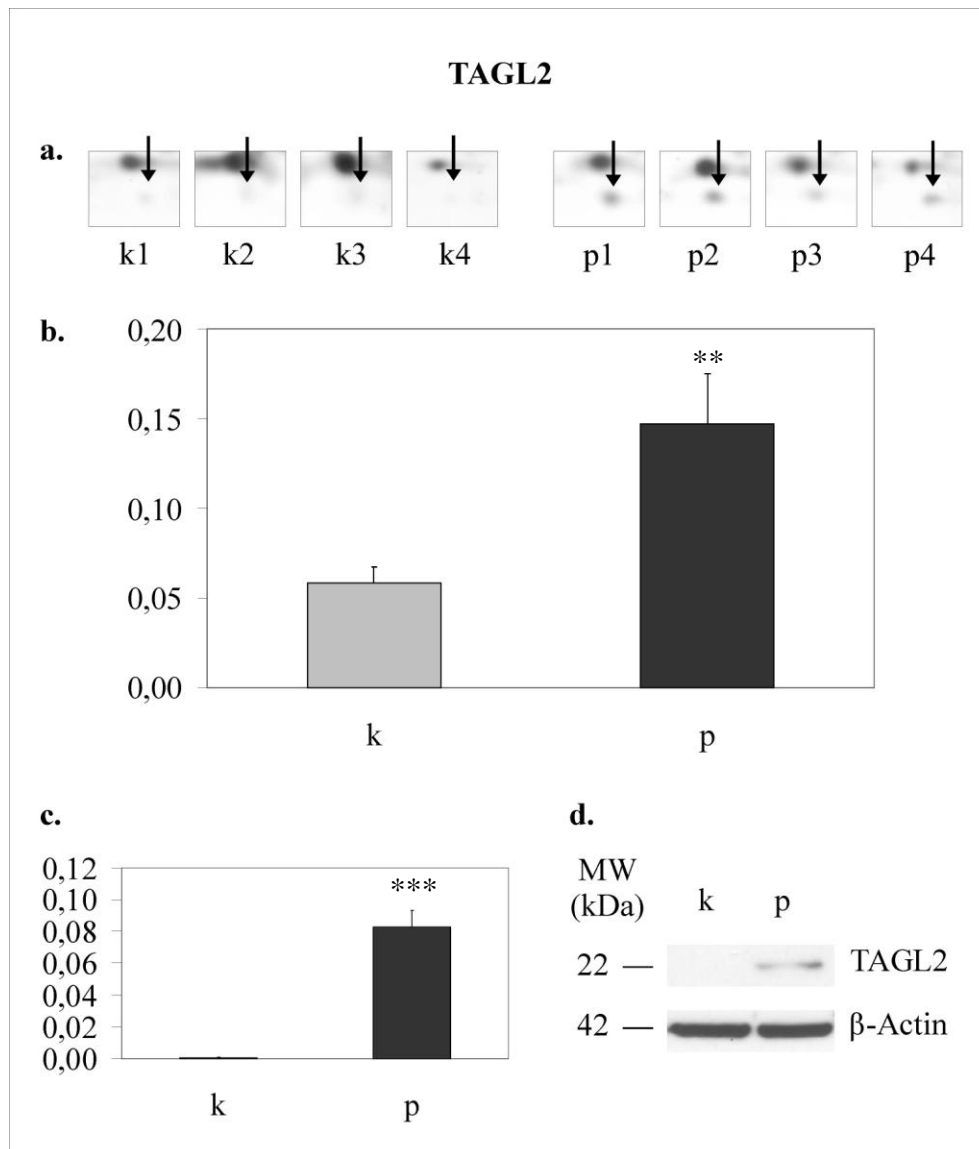 TAGL2
a.
k1 k2 k3 k4 p1 p2 p3 p4
b.
0,20
**
0,15
0,10
0,05
0,00
k p
c.
0,12
0,10
0,08
0,06
0,04
0,02
0,00
***
k p
d.
MW
(kDa)
k p
22 — TAGL2
42 — β-Actin